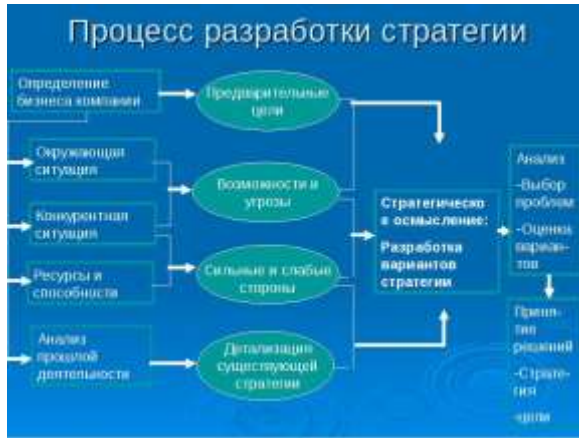 Процесс разработки стратегии
Определение
бизнеса компании
Предварительные
цели
Окружающая
ситуация
Возможности и
угрозы
Конкурентная
ситуация
Сильные и слабые
стороны
Ресурсы и
способности
Анализ
прошлой
деятельности
Детализация
существующей
стратегии
Стратегическо
е осмысление:
Разработка
вариантов
стратегии
Анализ
-Выбор
проблем
-Оценка
вариан-
тов
Приня-
тие
решений
-Страте-
гия
-цели